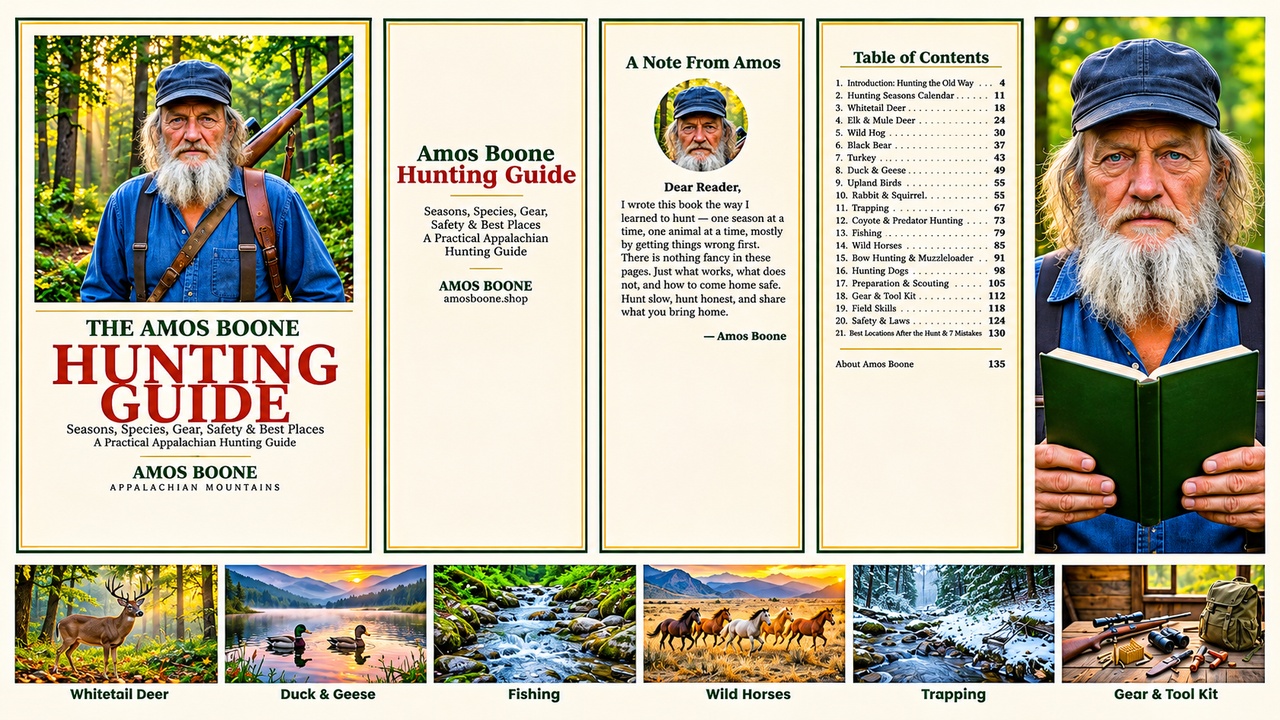 THE AMOS BOONE
HUNTING
GUIDE
Seasons, Species, Gear, Safety & Best Places
A Practical Appalachian Hunting Guide
AMOS BOONE
APPALACHIAN MOUNTAINS
Amos Boone
Hunting Guide
Seasons, Species, Gear,
Safety & Best Places
A Practical Appalachian
Hunting Guide
AMOS BOONE
amosboone.shop
A Note From Amos
Dear Reader,
I wrote this book the way I
learned to hunt — one season at a
time, one animal at a time, mostly
by getting things wrong first.
There is nothing fancy in these
pages. Just what works, what does
not, and how to come home safe.
Hunt slow, hunt honest, and share
what you bring home.
— Amos Boone
Table of Contents
1. Introduction: Hunting the Old Way . . . 4
2. Hunting Seasons Calendar . . . . . . 11
3. Whitetail Deer . . . . . . . . . . . . . . 18
4. Elk & Mule Deer . . . . . . . . . . . . 24
5. Wild Hog . . . . . . . . . . . . . . . . . 30
6. Black Bear . . . . . . . . . . . . . . . . 37
7. Turkey . . . . . . . . . . . . . . . . . . . 43
8. Duck & Geese . . . . . . . . . . . . . . 49
9. Upland Birds . . . . . . . . . . . . . . 55
10. Rabbit & Squirrel. . . . . . . . . . . . 55
11. Trapping . . . . . . . . . . . . . . . . . 67
12. Coyote & Predator Hunting . . . . 73
13. Fishing . . . . . . . . . . . . . . . . . . 79
14. Wild Horses . . . . . . . . . . . . . . . 85
15. Bow Hunting & Muzzleloader . . 91
16. Hunting Dogs . . . . . . . . . . . . . 98
17. Preparation & Scouting . . . . . . 105
18. Gear & Tool Kit . . . . . . . . . . . . 112
19. Field Skills . . . . . . . . . . . . . . . 118
20. Safety & Laws . . . . . . . . . . . . . 124
21. Best Locations After the Hunt & 7 Mistakes 130
About Amos Boone 135
Whitetail Deer
Duck & Geese
Fishing
Wild Horses
Trapping
Gear & Tool Kit